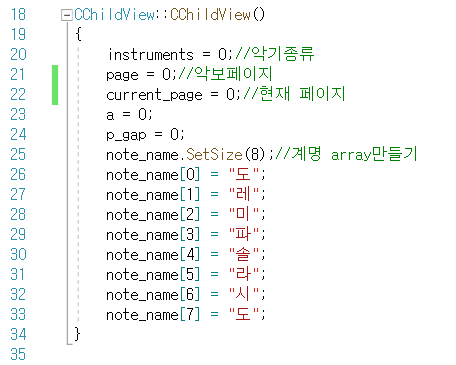 18 CChildView::CChildView()
19 {
20 instruments = 0;//악기종류
21 page = 0;//악보페이지
22 current_page = 0;//현재 페이지
23 a = 0;
24 p_gap = 0;
25 note_name.SetSize(8);//계명 array만들기
26 note_name[0] = "도";
27 note_name[1] = "레";
28 note_name[2] = "미";
29 note_name[3] = "파";
30 note_name[4] = "솔";
31 note_name[5] = "라";
32 note_name[6] = "시";
33 note_name[7] = "도";
34 }
35